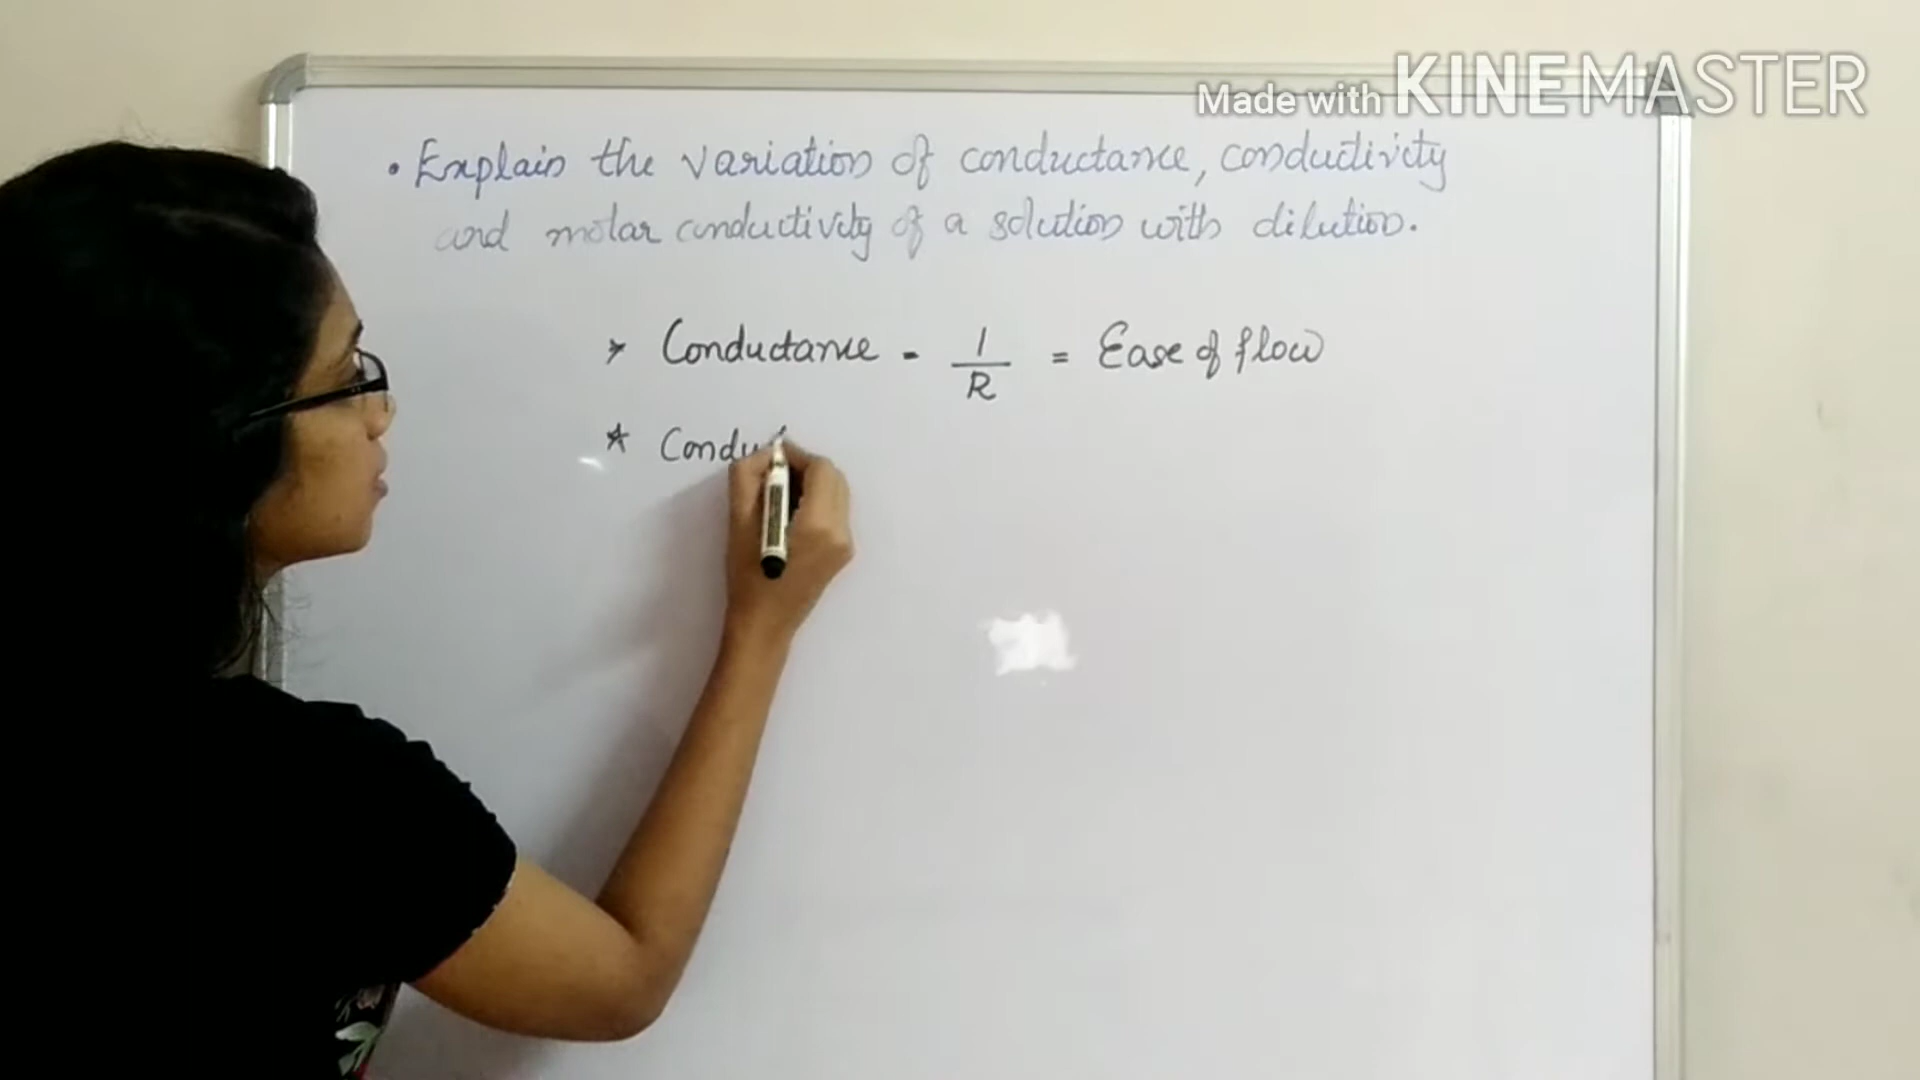 Made with KINEMASTER
• Explain the variation of conductance, conductivity
and molar conductivity of a solution with dilution.
> Conductance - 1/R = Ease of flow
* Conduct